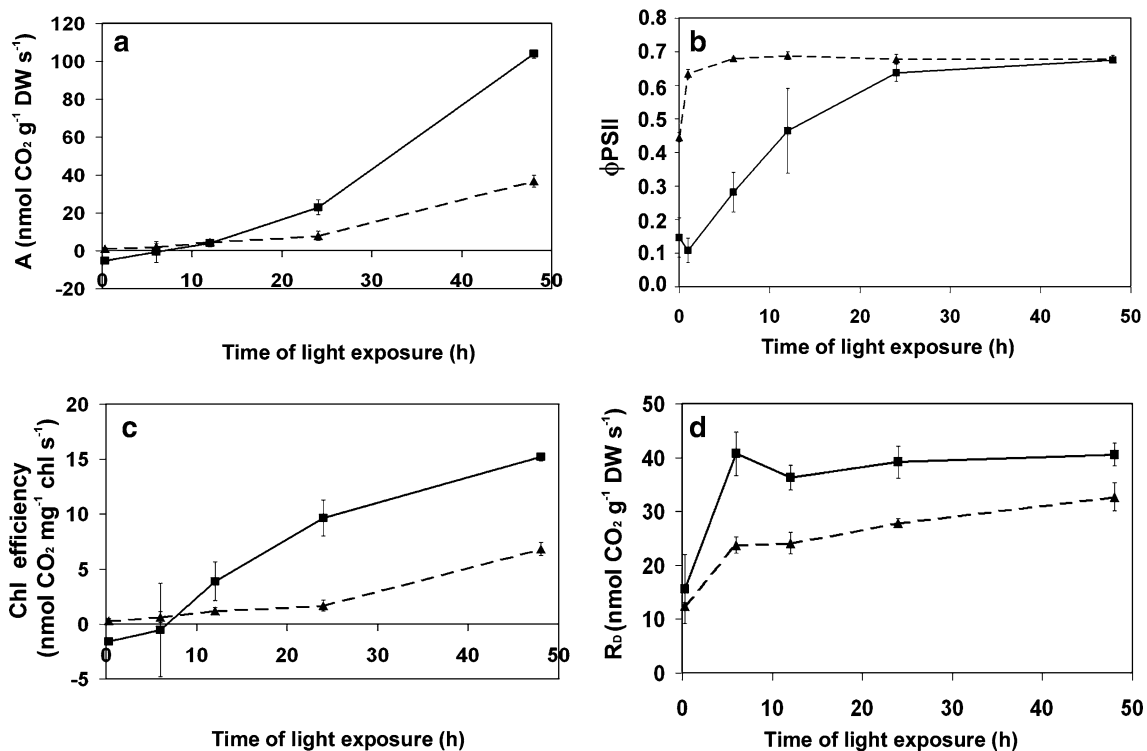 a
A (nmol CO₂ g⁻¹ DW s⁻¹)
120
100
80
60
40
20
0
-20
0 10 20 30 40 50
Time of light exposure (h)
b
ϕPSII
0.8
0.7
0.6
0.5
0.4
0.3
0.2
0.1
0.0
0 10 20 30 40 50
Time of light exposure (h)
c
Chl efficiency
(nmol CO₂ mg⁻¹ chl s⁻¹)
20
15
10
5
0
-5
0 10 20 30 40 50
Time of light exposure (h)
d
R_D (nmol CO₂ g⁻¹ DW s⁻¹)
50
40
30
20
10
0
0 10 20 30 40 50
Time of light exposure (h)